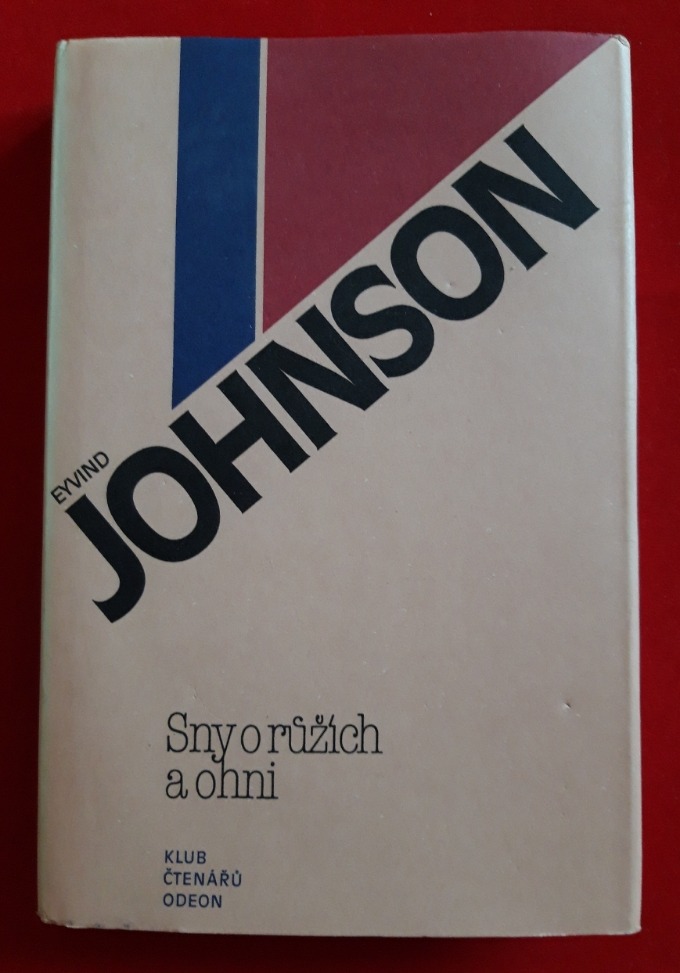 EYVIND
JOHNSON
Sny o růžích
a ohni
KLUB
ČTENÁŘŮ
ODEON